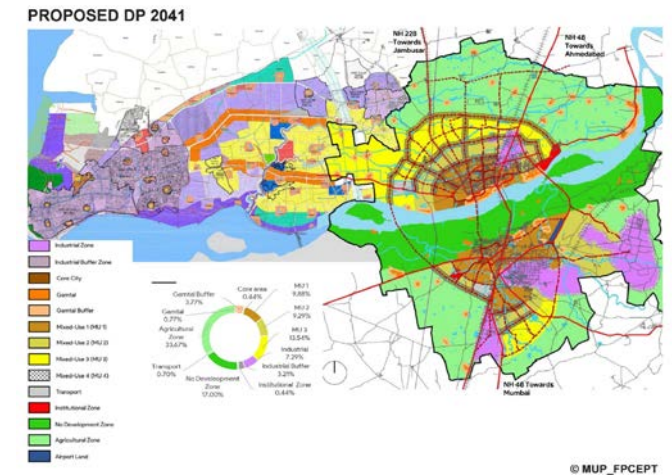 PROPOSED DP 2041
NH 228
Towards
Jambusar
NH 48
Towards
Ahmedabad
Industrial Zone
Industrial Buffer Zone
Core City
Gamtal
Gamtal Buffer
Mixed-Use 1 (MU 1)
Mixed-Use 2 (MU 2)
Mixed-Use 3 (MU 3)
Mixed-Use 4 (MU 4)
Transport
Institutional Zone
No Development Zone
Agricultural Zone
Airport Land
Gamtal Buffer
3.77%
Core area
0.44%
MU 1
9.88%
MU 2
9.29%
MU 3
13.54%
Industrial
7.29%
Industrial Buffer
3.21%
Institutional Zone
0.44%
No Development
Zone
17.00%
Transport
0.70%
Agricultural
Zone
33.67%
Gamtal
0.77%
NH 48 Towards
Mumbai
© MUP_FPCEPT